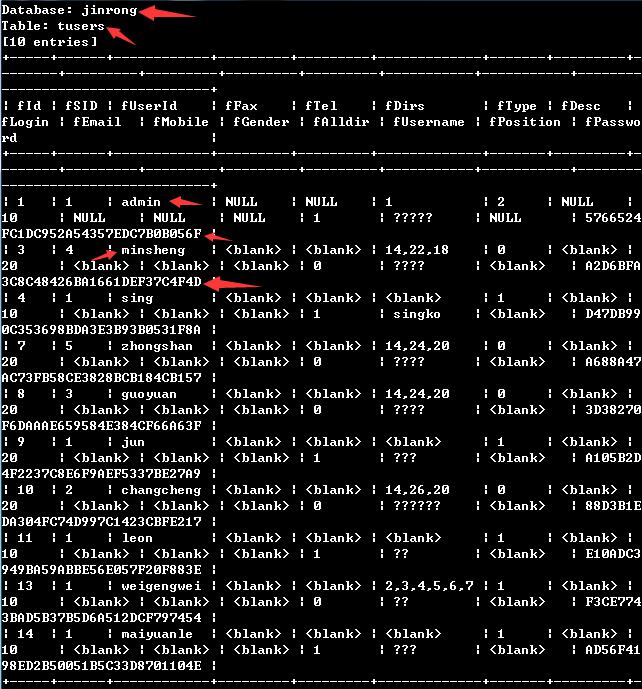 Database: jinrong
Table: tusers
[10 entries]
| fId | fSID | fUserId | fFax | fTel | fDirs | fType | fDesc |
fLogin | fEmail | fMobile | fGender | fAlldir | fUsername | fPosition | fPasswo
rd |
| 1 | 1 | admin | NULL | NULL | 1 | 2 | NULL |
10 | NULL | NULL | NULL | 1 | ????? | NULL | 5766524
FC1DC952A54357EDC7B0B056F |
| 3 | 4 | minsheng | <blank> | <blank> | 14,22,18 | 0 | <blank> |
20 | <blank> | <blank> | <blank> | 0 | ???? | <blank> | A2D6BFA
3C8C48426BA1661DEF37C4F4D |
| 4 | 1 | sing | <blank> | <blank> | <blank> | 1 | <blank> |
10 | <blank> | <blank> | <blank> | 1 | singko | <blank> | D47DB99
0C353698BDA3E3B93B0531F8A |
| 7 | 5 | zhongshan | <blank> | <blank> | 14,24,20 | 0 | <blank> |
20 | <blank> | <blank> | <blank> | 0 | ???? | <blank> | A688A47
AC73FB58CE3828BCB184CB157 |
| 8 | 3 | guoyuan | <blank> | <blank> | 14,24,20 | 0 | <blank> |
20 | <blank> | <blank> | <blank> | 0 | ???? | <blank> | 3D38270
F6DAAAE659584E384CF66A63F |
| 9 | 1 | jun | <blank> | <blank> | <blank> | 1 | <blank> |
20 | <blank> | <blank> | <blank> | 1 | ??? | <blank> | A105B2D
4F2237C8E6F9AEF5337BE27A9 |
| 10 | 2 | changcheng | <blank> | <blank> | 14,26,20 | 0 | <blank> |
20 | <blank> | <blank> | <blank> | 0 | ?????? | <blank> | 88D3B1E
DA304FC74D997C1423CBFE217 |
| 11 | 1 | leon | <blank> | <blank> | <blank> | 1 | <blank> |
10 | <blank> | <blank> | <blank> | 1 | ?? | <blank> | E10ADC3
949BA59ABBE56E057F20F883E |
| 13 | 1 | weigengwei | <blank> | <blank> | 2,3,4,5,6,7 | 1 | <blank> |
10 | <blank> | <blank> | <blank> | 0 | ?? | <blank> | F3CE774
3BAD5B37B5D6A512DCF797454 |
| 14 | 1 | maiyuanle | <blank> | <blank> | <blank> | 1 | <blank> |
10 | <blank> | <blank> | <blank> | 1 | ??? | <blank> | AD56F41
98ED2B50051B5C33D8701104E |